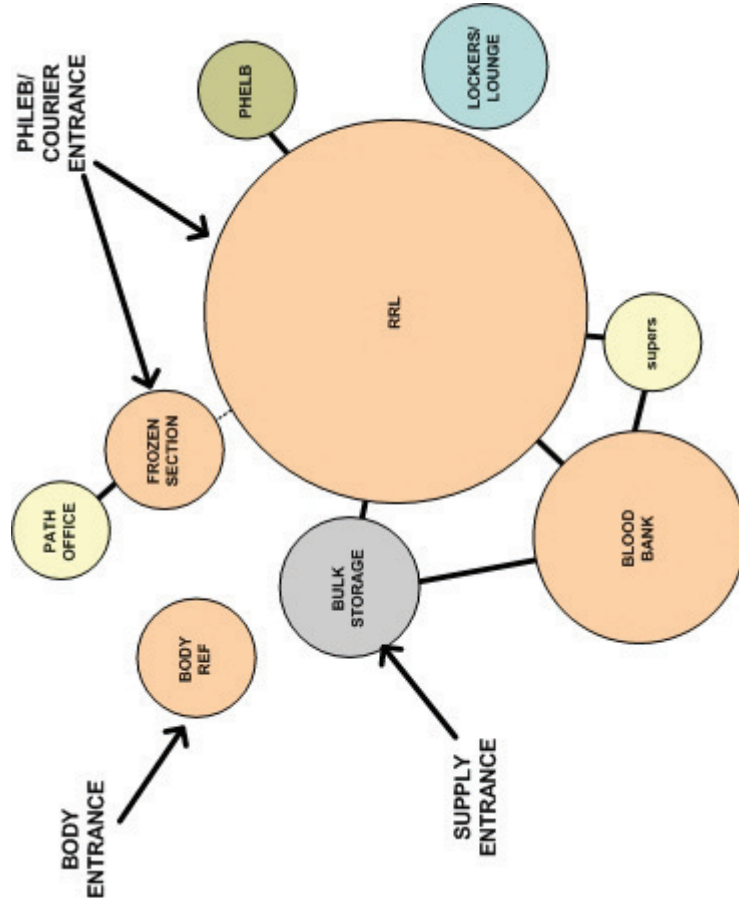 BODY
ENTRANCE
SUPPLY
ENTRANCE
BODY
REF
PATH
OFFICE
BULK
STORAGE
BLOOD
BANK
FROZEN
SECTION
supers
RRL
PHLEB/
COURIER
ENTRANCE
PHELB
LOCKERS/
LOUNGE